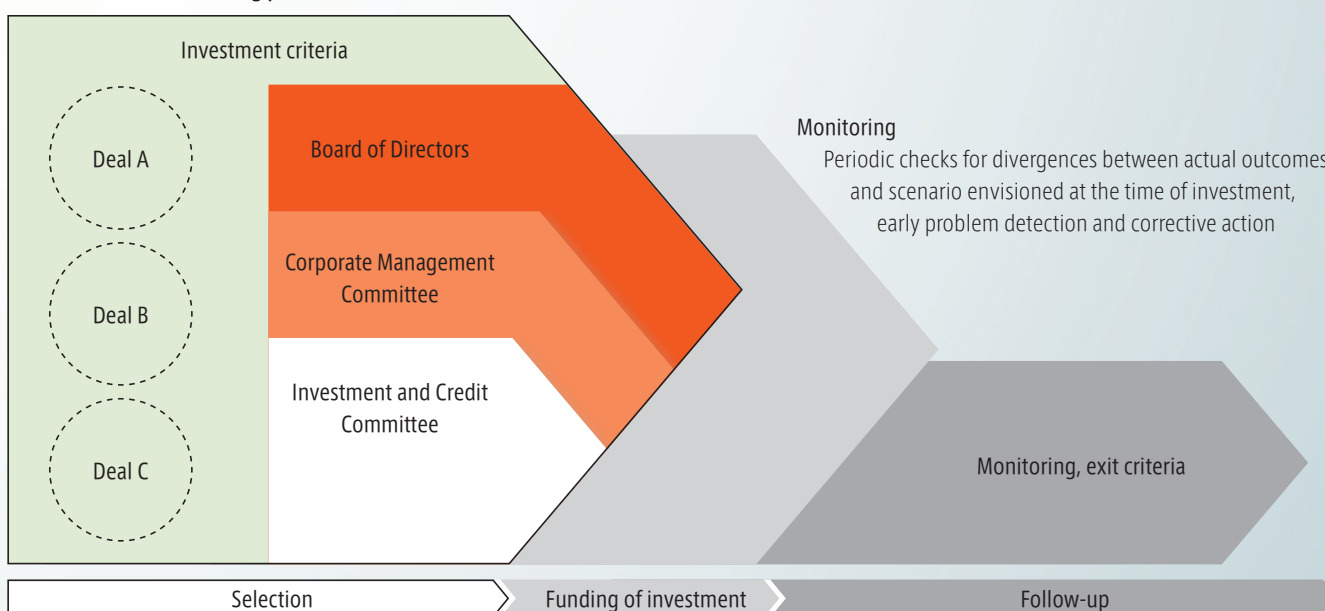 Investment criteria
Deal A
Deal B
Deal C
Board of Directors
Corporate Management
Committee
Investment and Credit
Committee
Monitoring
Periodic checks for divergences between actual outcomes
and scenario envisioned at the time of investment,
early problem detection and corrective action
Monitoring, exit criteria
Selection
Funding of investment
Follow-up